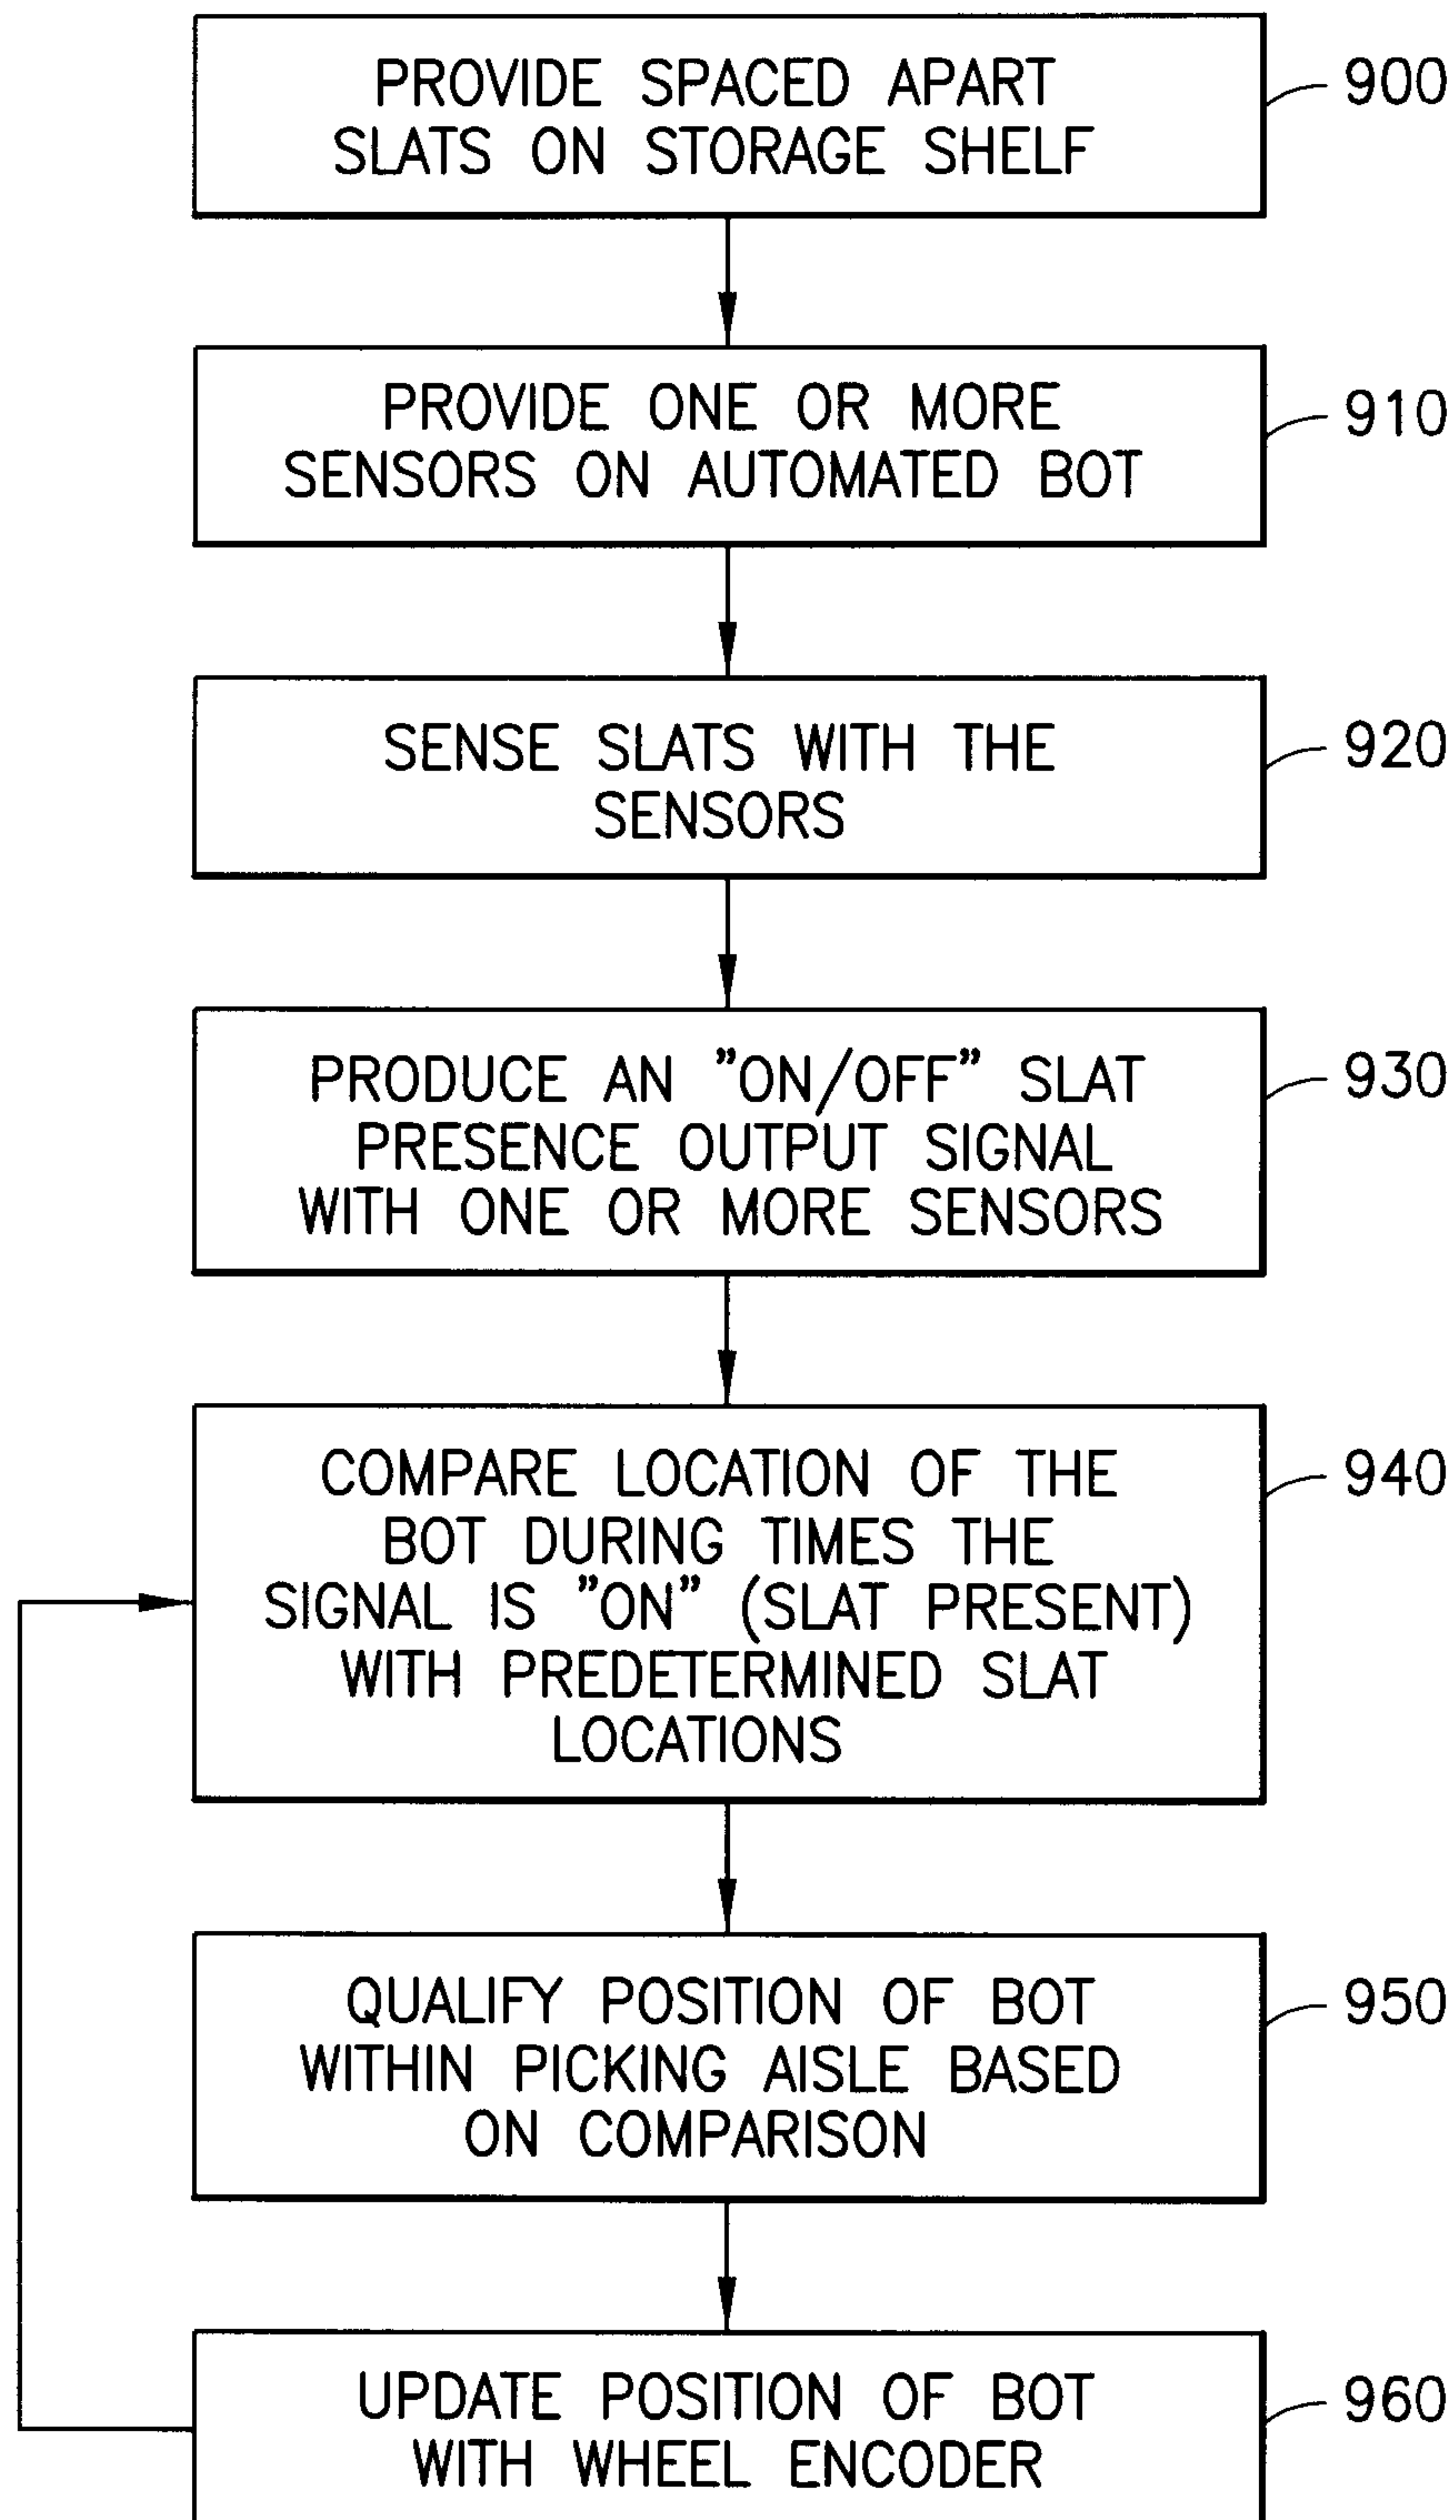 PROVIDE SPACED APART
SLATS ON STORAGE SHELF
900
PROVIDE ONE OR MORE
SENSORS ON AUTOMATED BOT
910
SENSE SLATS WITH THE
SENSORS
920
PRODUCE AN "ON/OFF" SLAT
PRESENCE OUTPUT SIGNAL
WITH ONE OR MORE SENSORS
930
COMPARE LOCATION OF THE
BOT DURING TIMES THE
SIGNAL IS "ON" (SLAT PRESENT)
WITH PREDETERMINED SLAT
LOCATIONS
940
QUALIFY POSITION OF BOT
WITHIN PICKING AISLE BASED
ON COMPARISON
950
UPDATE POSITION OF BOT
WITH WHEEL ENCODER
960